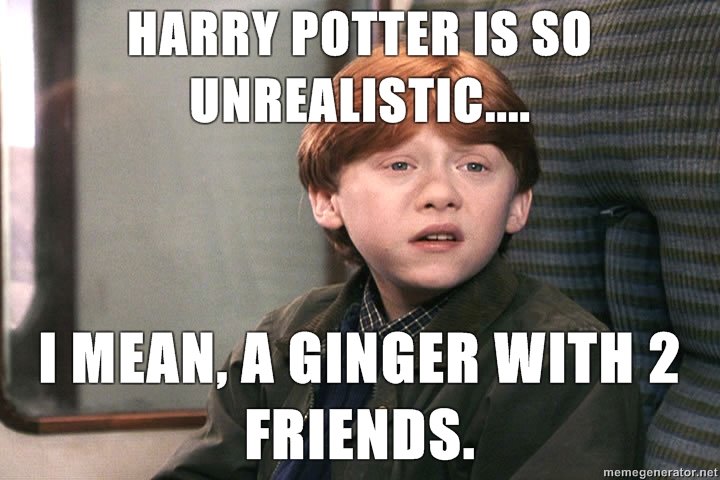 HARRY POTTER IS SO
UNREALISTIC....
I MEAN, A GINGER WITH 2
FRIENDS.
memegenerator.net